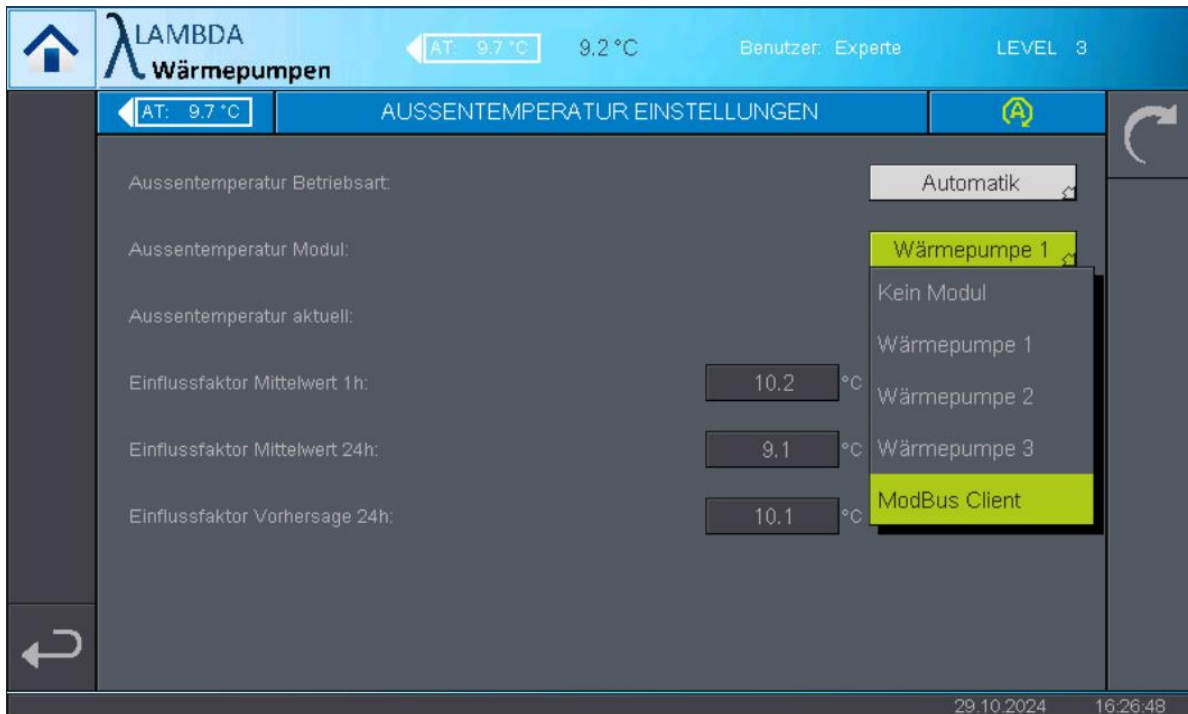 λ LAMBDA
Wärmepumpen
AT: 9.7 °C
9.2 °C
Benutzer: Experte
LEVEL 3
AT: 9.7 °C
AUSSENTEMPERATUR EINSTELLUNGEN
A
Aussentemperatur Betriebsart:
Automatik
Aussentemperatur Modul:
Wärmepumpe 1
Kein Modul
Wärmepumpe 1
Wärmepumpe 2
Wärmepumpe 3
ModBus Client
Aussentemperatur aktuell:
Einflussfaktor Mittelwert 1h:
10.2 °C
Einflussfaktor Mittelwert 24h:
9.1 °C
Einflussfaktor Vorhersage 24h:
10.1 °C
29.10.2024 16:26:48